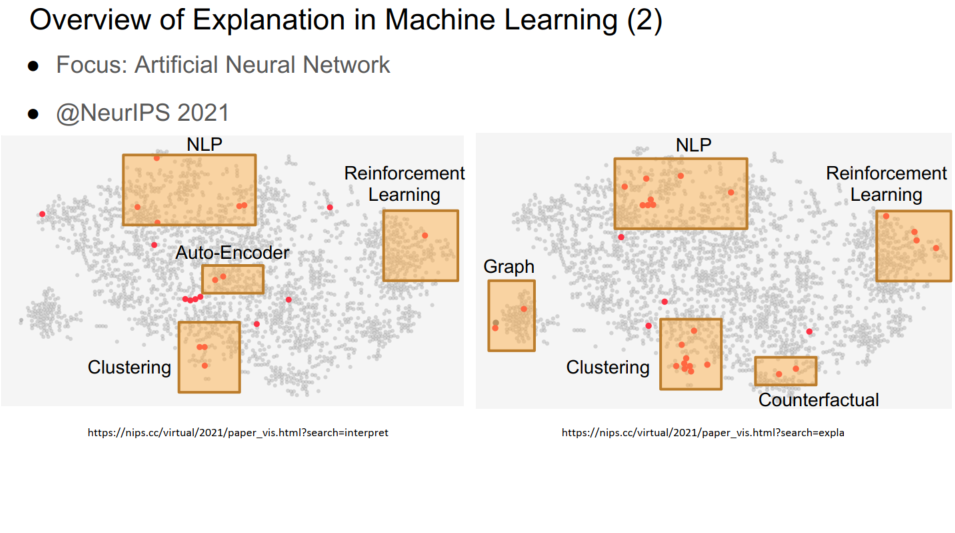 Overview of Explanation in Machine Learning (2)
● Focus: Artificial Neural Network
● @NeurIPS 2021
NLP
Reinforcement
Learning
Auto-Encoder
Clustering
https://nips.cc/virtual/2021/paper_vis.html?search=interpret
NLP
Reinforcement
Learning
Graph
Clustering
Counterfactual
https://nips.cc/virtual/2021/paper_vis.html?search=expla